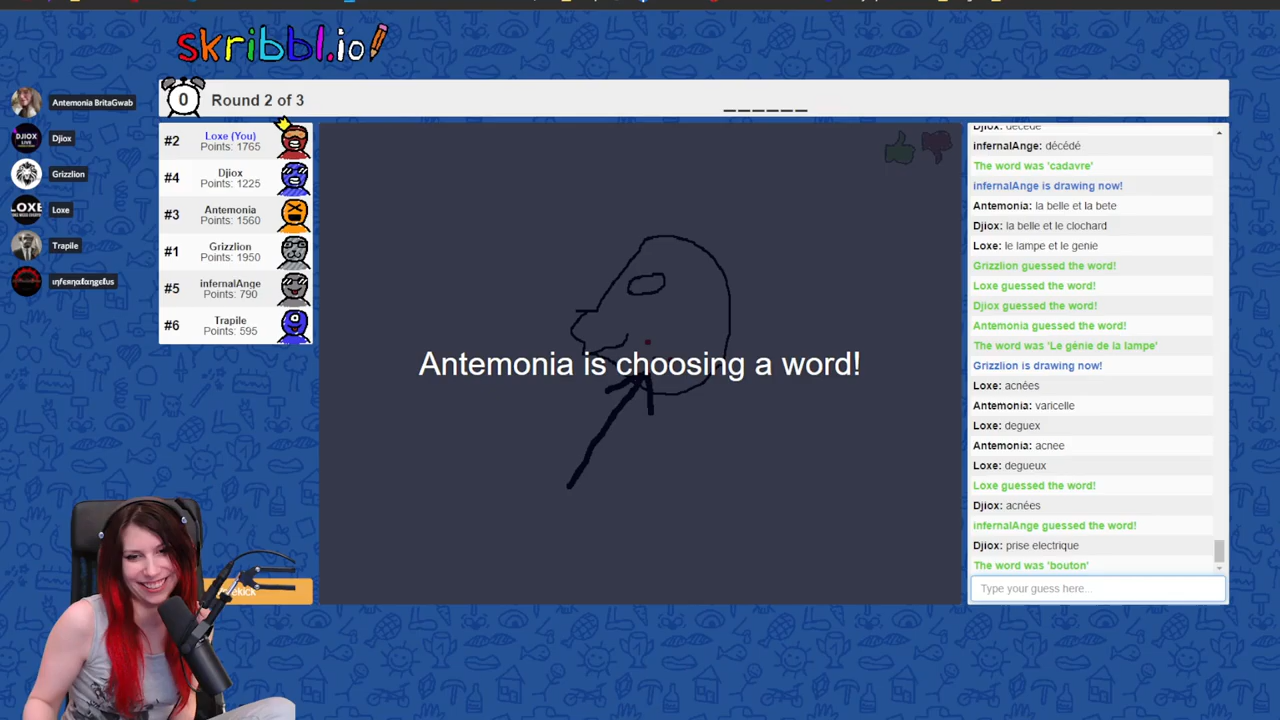 skribbl.io!
0 Round 2 of 3 ______
Antemonia BritaGwab
DJIOX LIVE Djiox
Grizzlion
LOXE Loxe
Trapile
#2 Loxe (You)
Points: 1765
#4 Djiox
Points: 1225
#3 Antemonia
Points: 1560
#1 Grizzlion
Points: 1950
#5 infernalAnge
Points: 790
#6 Trapile
Points: 595
Antemonia is choosing a word!
infernalAnge: décédé
The word was 'cadavre'
infernalAnge is drawing now!
Antemonia: la belle et la bete
Djiox: la belle et le clochard
Loxe: le lampe et le genie
Grizzlion guessed the word!
Loxe guessed the word!
Djiox guessed the word!
Antemonia guessed the word!
The word was 'Le génie de la lampe'
Grizzlion is drawing now!
Loxe: acnées
Antemonia: varicelle
Loxe: deguex
Antemonia: acnee
Loxe: degueux
Loxe guessed the word!
Djiox: acnées
infernalAnge guessed the word!
Djiox: prise electrique
The word was 'bouton'
Type your guess here...